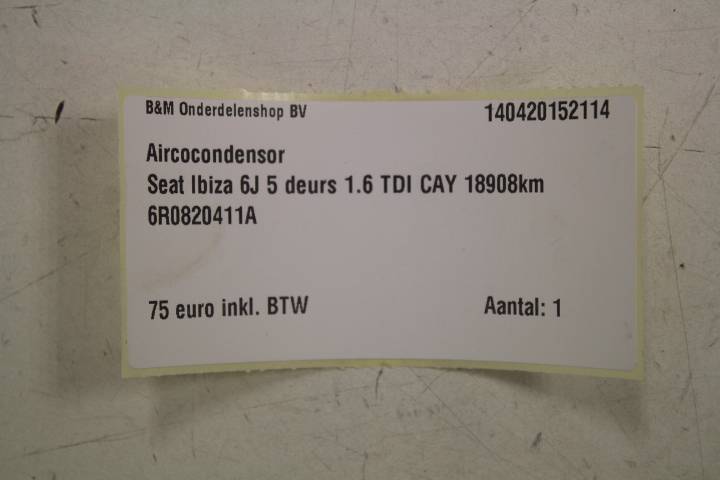 B&M Onderdelenshop BV 140420152114
Aircocondensor
Seat Ibiza 6J 5 deurs 1.6 TDI CAY 18908km
6R0820411A
75 euro inkl. BTW Aantal: 1